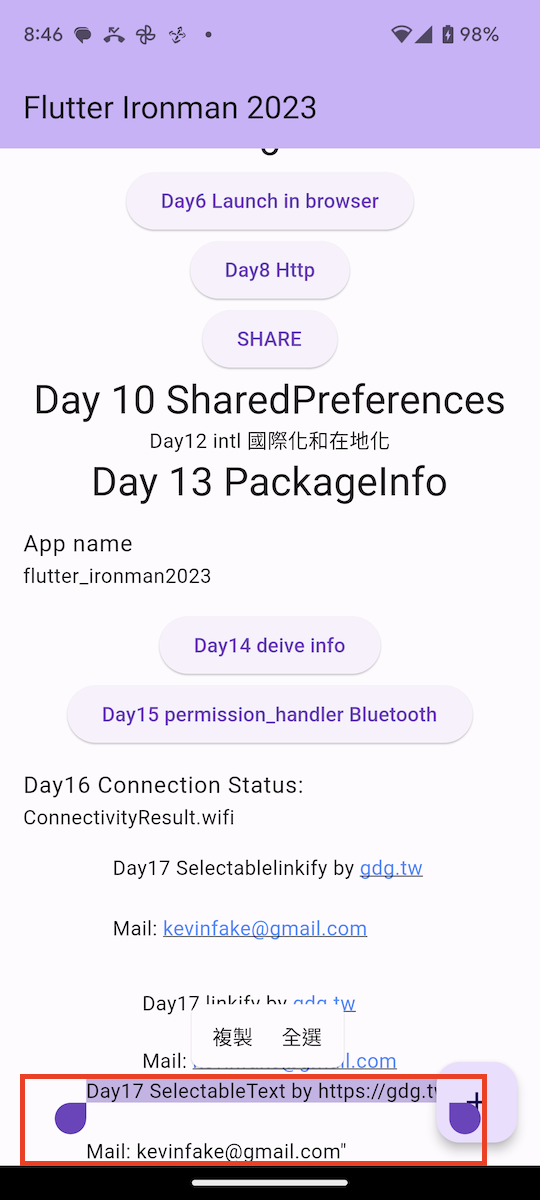 8:46
98%
Flutter Ironman 2023
Day6 Launch in browser
Day8 Http
SHARE
Day 10 SharedPreferences
Day12 intl 國際化和在地化
Day 13 PackageInfo
App name
flutter_ironman2023
Day14 deive info
Day15 permission_handler Bluetooth
Day16 Connection Status:
ConnectivityResult.wifi
Day17 Selectablelinkify by gdg.tw
Mail: kevinfake@gmail.com
Day17 linkify by gdg.tw
複製 全選
Mail: il.com
+
Day17 SelectableText by https://gdg.tw
Mail: kevinfake@gmail.com"